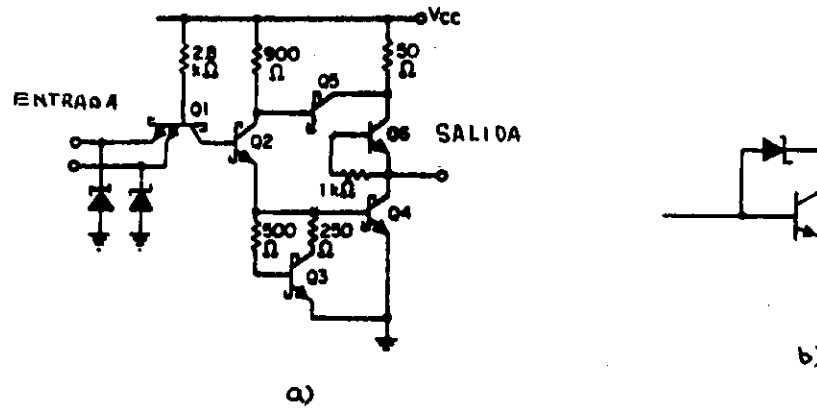 Vcc
2.8 kΩ
900 Ω
50 Ω
Q5
ENTRADA
Q1
Q2
Q6
SALIDA
1kΩ
Q4
500 Ω
250 Ω
Q3
a)
b)